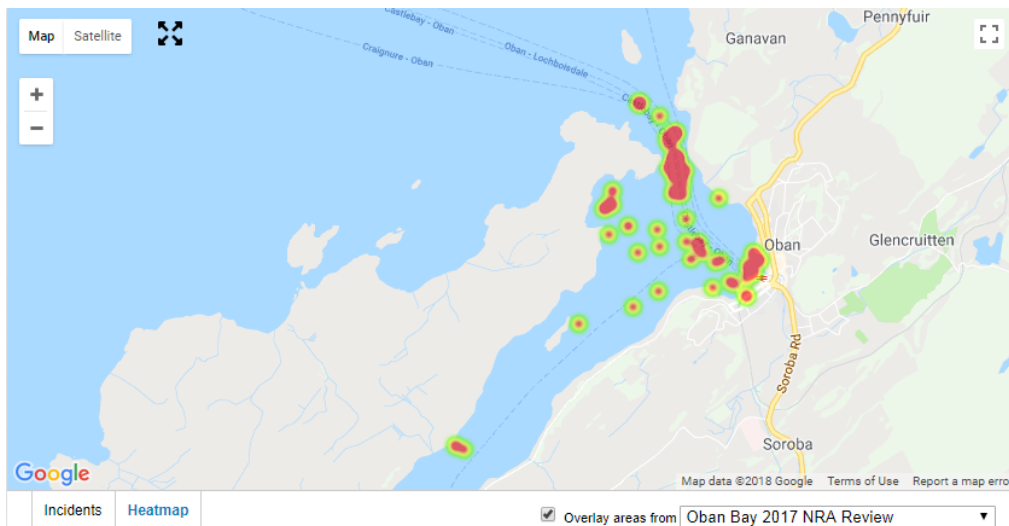 Pennyfuir
Map Satellite
Castlebay - Oban
Ganavan
Oban - Lochboisdale
Craignure - Oban
+
−
Oban
Glencruitten
Soroba Rd
Soroba
Google
Map data ©2018 Google Terms of Use Report a map erro
Incidents Heatmap
Overlay areas from Oban Bay 2017 NRA Review